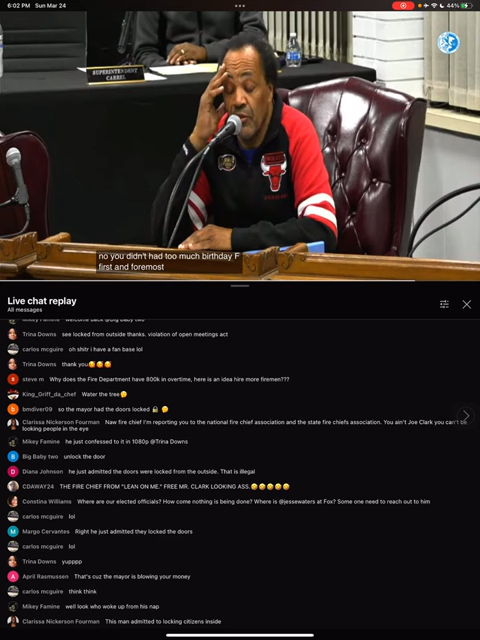 6:02 PM Sun Mar 24
44%
SUPERINTENDENT
CARREL
BULLS
no you didn't had too much birthday F
first and foremost
Live chat replay
All messages
Mikey Famine welcome back @Big Baby two
Trina Downs see locked from outside thanks. violation of open meetings act
carlos mcguire oh shitr i have a fan base lol
Trina Downs thank you🥰🥰🥰
steve m Why does the Fire Department have 800k in overtime, here is an idea hire more firemen???
King_Griff_da_chef Water the tree🤔
bmdiver09 so the mayor had the doors locked 🔒 🤔
Clarissa Nickerson Fourman Naw fire chief I'm reporting you to the national fire chief association and the state fire chiefs association. You ain't Joe Clark you can't be
looking people in the eye
Mikey Famine he just confessed to it in 1080p @Trina Downs
Big Baby two unlock the door
Diana Johnson he just admitted the doors were locked from the outside. That is illegal
CDAWAY24 THE FIRE CHIEF FROM "LEAN ON ME." FREE MR. CLARK LOOKING ASS.🤣🤣🤣🤣🤣
Constina Williams Where are our elected officials? How come nothing is being done? Where is @jessewaters at Fox? Some one need to reach out to him
carlos mcguire lol
Margo Cervantes Right he just admitted they locked the doors
carlos mcguire lol
Trina Downs yupppp
April Rasmussen That's cuz the mayor is blowing your money
carlos mcguire think think
Mikey Famine well look who woke up from his nap
Clarissa Nickerson Fourman This man admitted to locking citizens inside